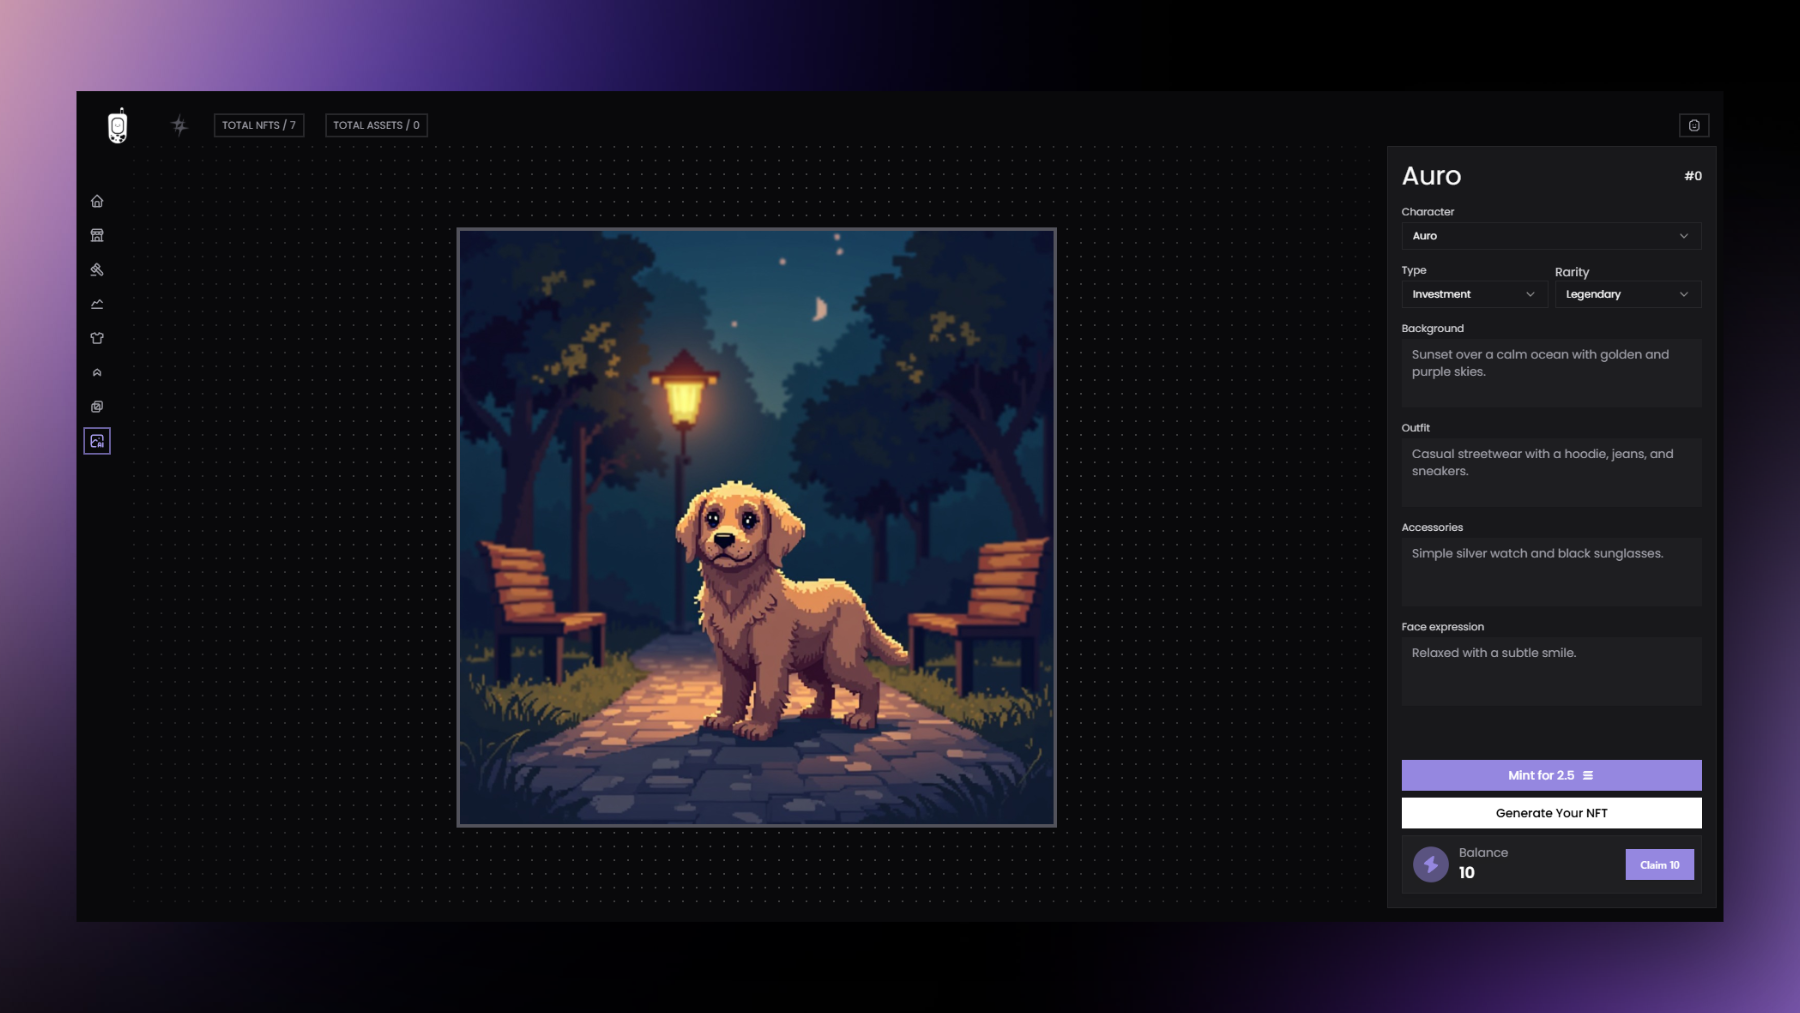 TOTAL NFTS / 7
TOTAL ASSETS / 0
Auro
#0
Character
Auro
Type
Rarity
Investment
Legendary
Background
Sunset over a calm ocean with golden and
purple skies.
Outfit
Casual streetwear with a hoodie, jeans, and
sneakers.
Accessories
Simple silver watch and black sunglasses.
Face expression
Relaxed with a subtle smile.
Mint for 2.5
Generate Your NFT
Balance
10
Claim 10